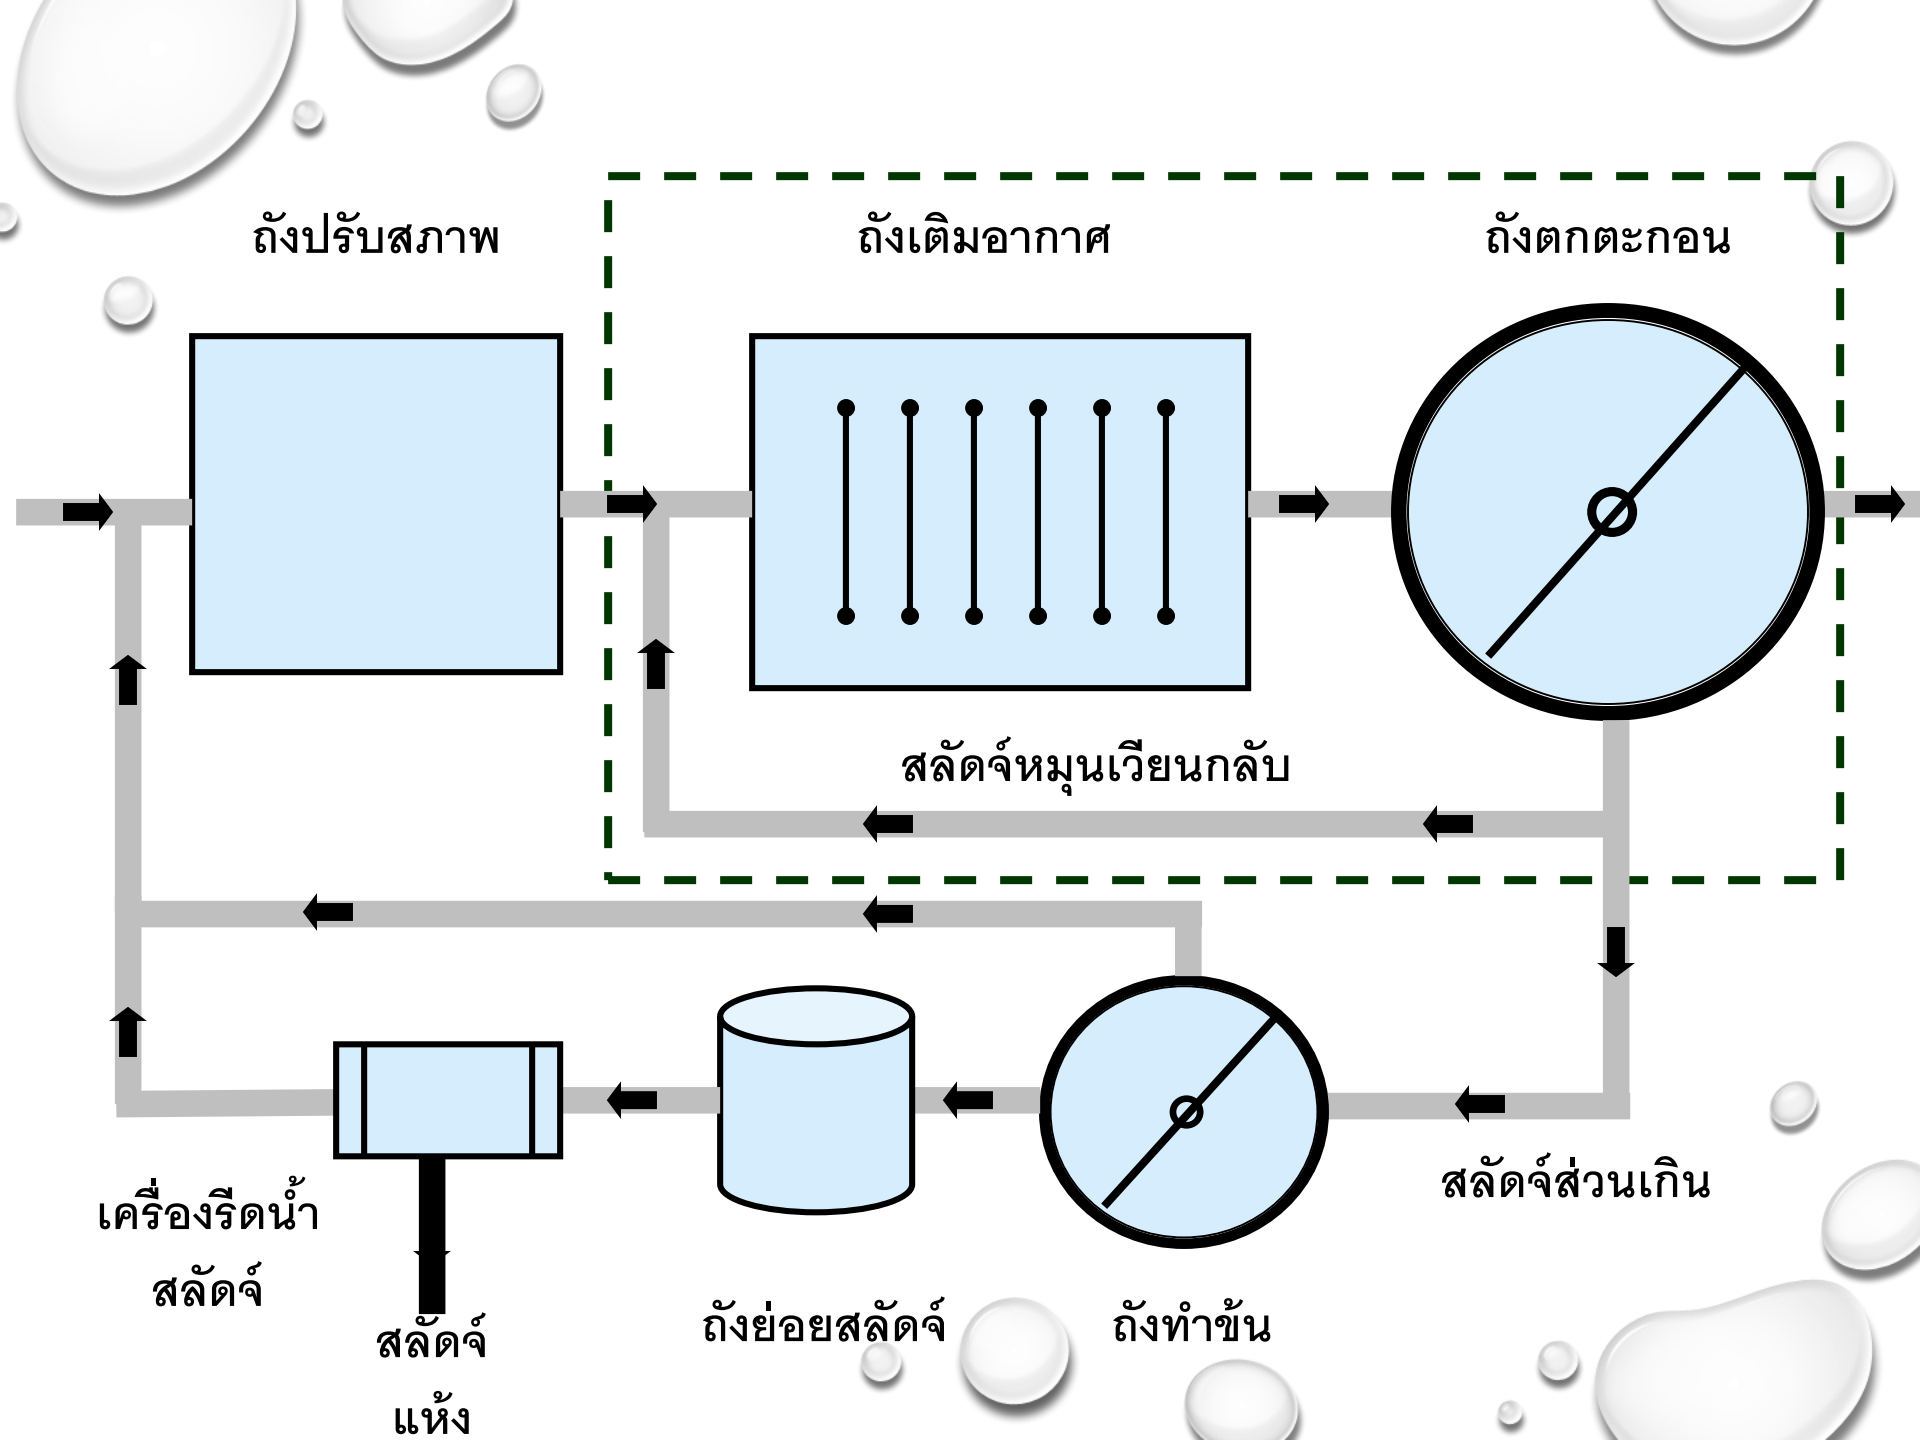 ถังปรับสภาพ
ถังเติมอากาศ
ถังตกตะกอน
สลัดจ์หมุนเวียนกลับ
สลัดจ์ส่วนเกิน
เครื่องรีดน้ำ
สลัดจ์
สลัดจ์
แห้ง
ถังย่อยสลัดจ์
ถังทำข้น